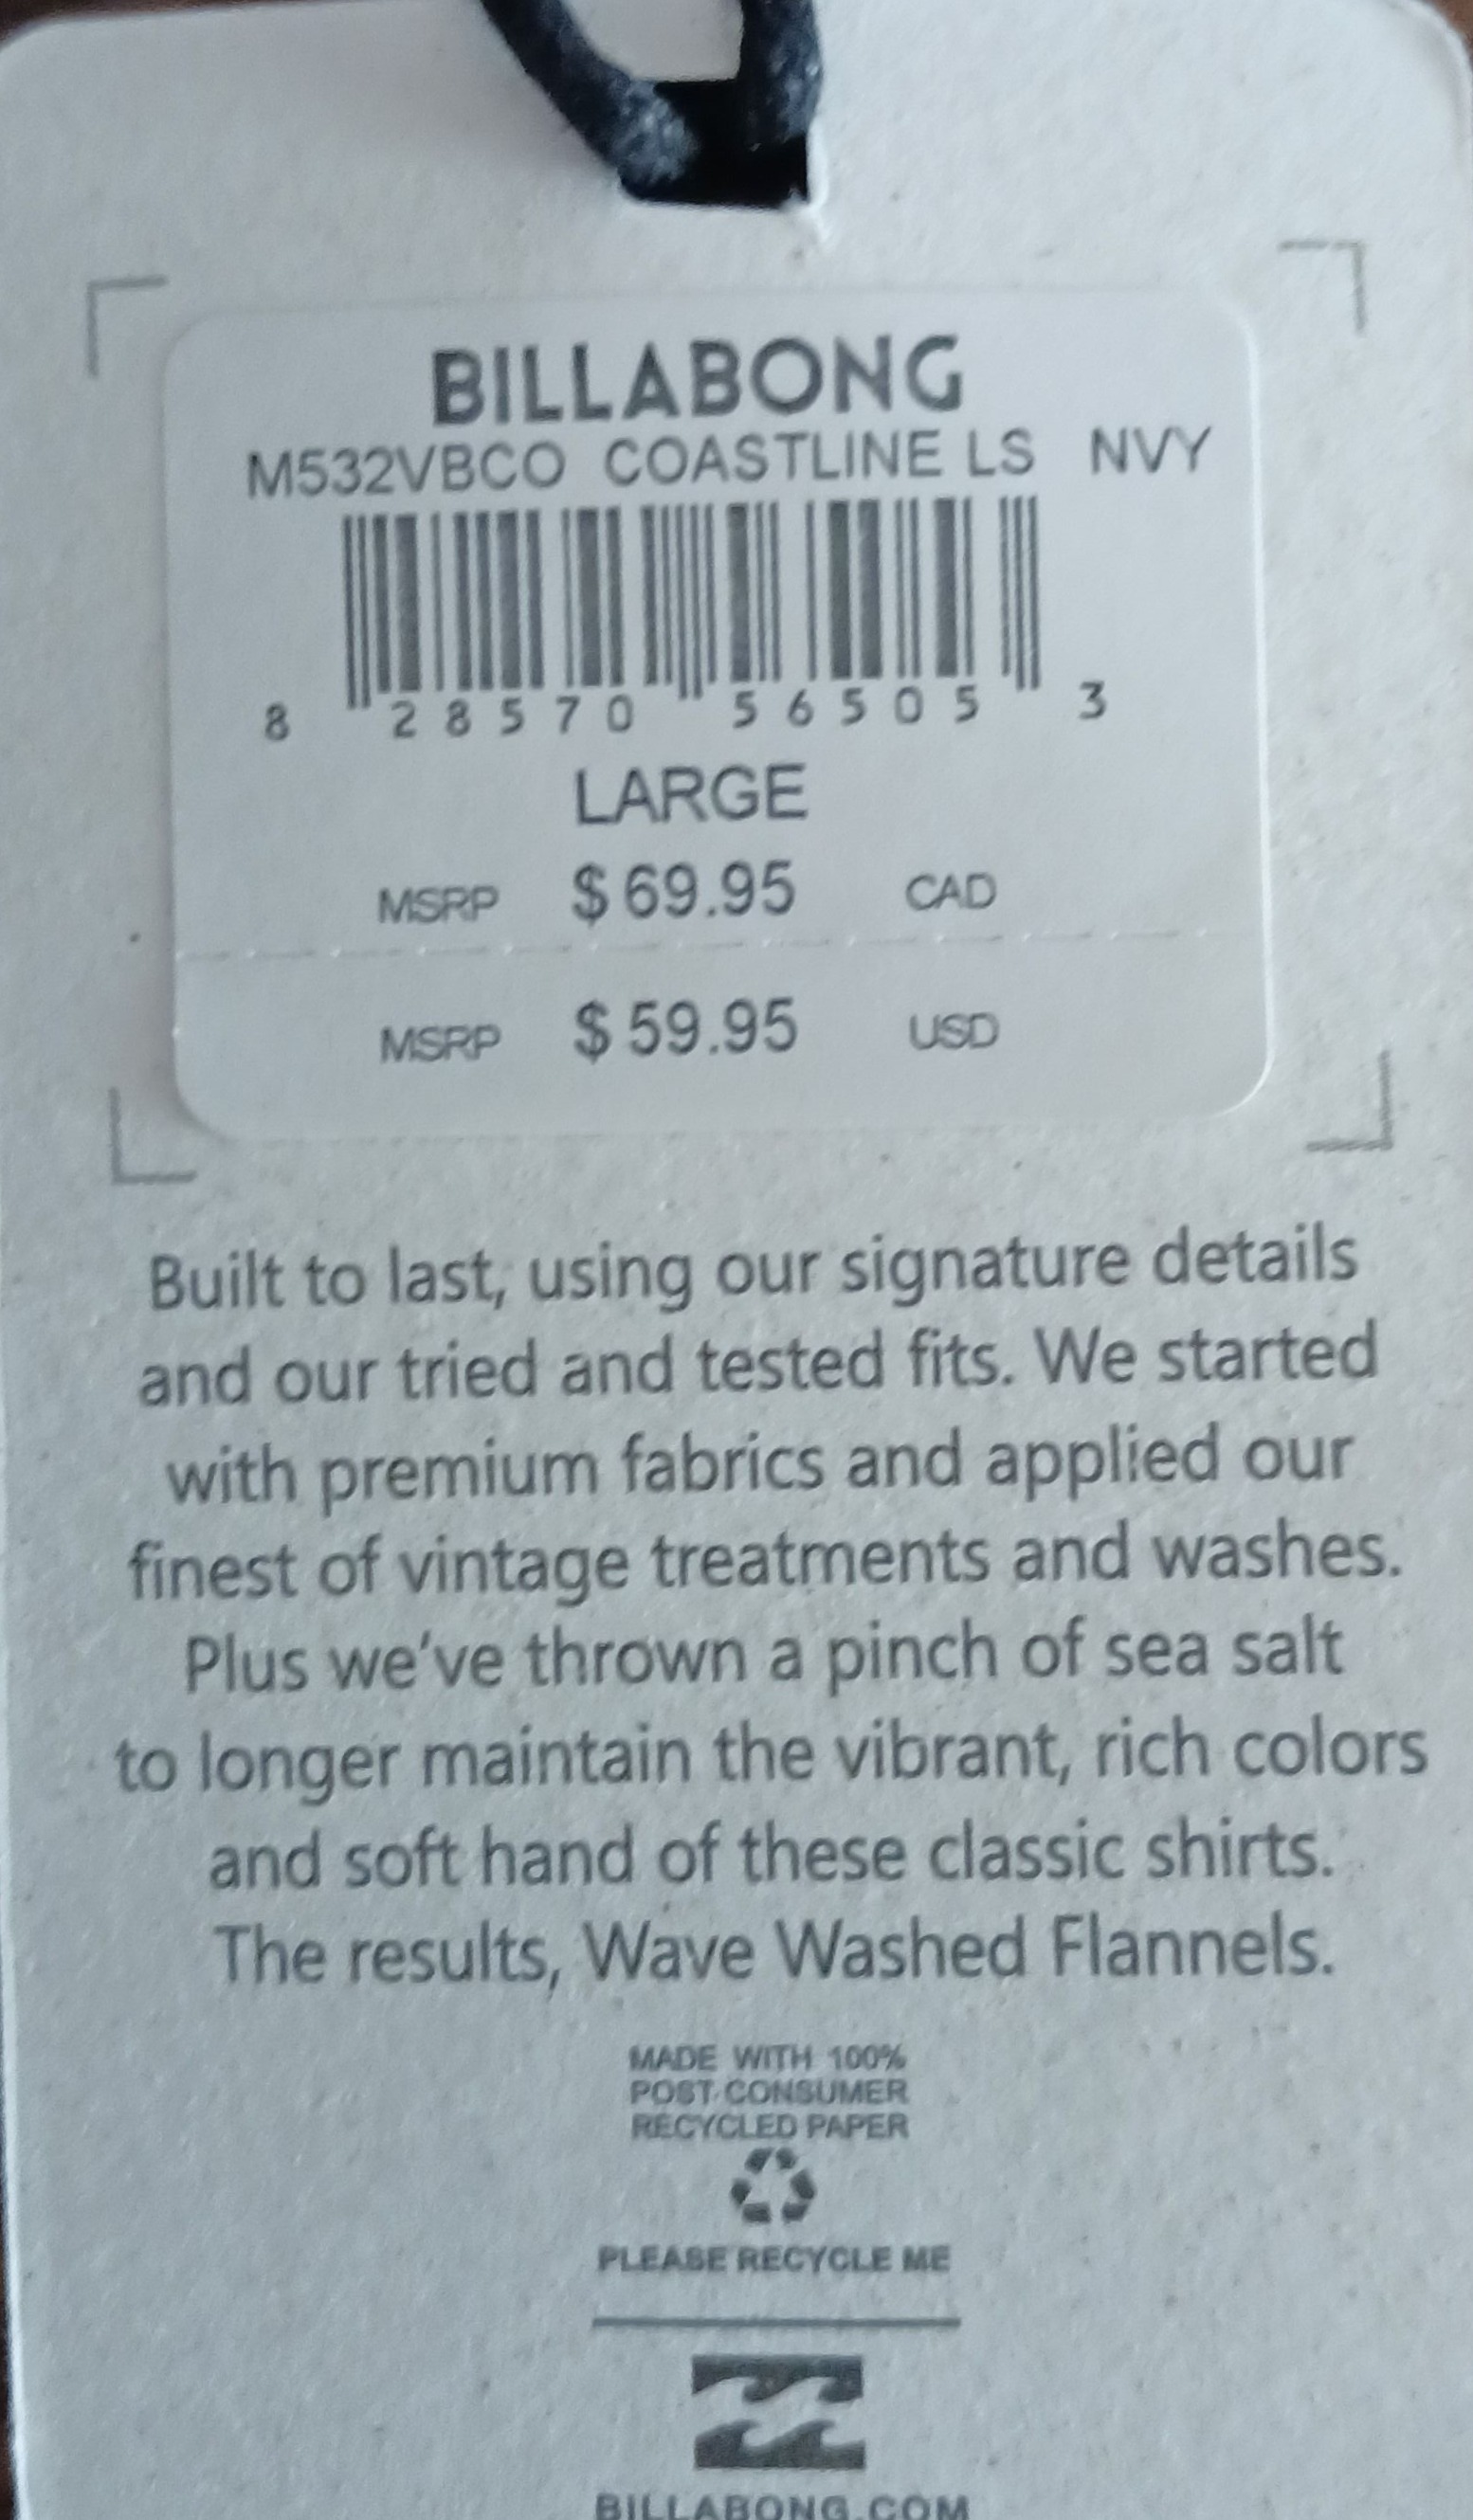 BILLABONG
M532VBCO COASTLINE LS NVY
8 28570 56505 3
LARGE
MSRP $69.95 CAD
MSRP $59.95 USD
Built to last, using our signature details
and our tried and tested fits. We started
with premium fabrics and applied our
finest of vintage treatments and washes.
Plus we've thrown a pinch of sea salt
to longer maintain the vibrant, rich colors
and soft hand of these classic shirts.
The results, Wave Washed Flannels.
MADE WITH 100%
POST-CONSUMER
RECYCLED PAPER
PLEASE RECYCLE ME
BILLABONG.COM